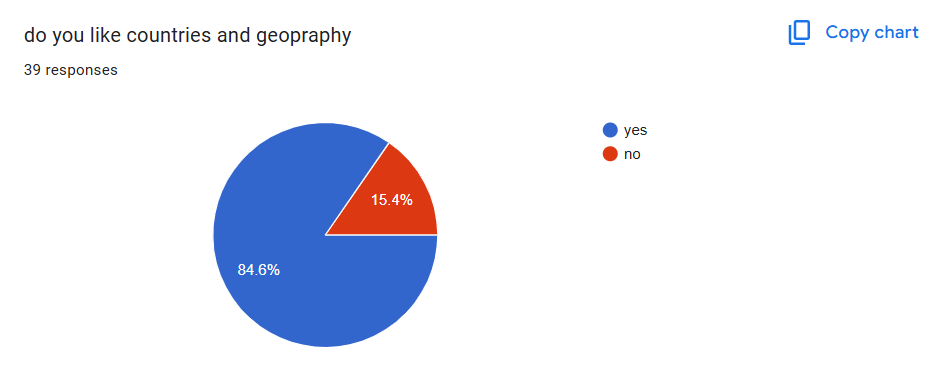 do you like countries and geopraphy
Copy chart
39 responses
yes
no
15.4%
84.6%